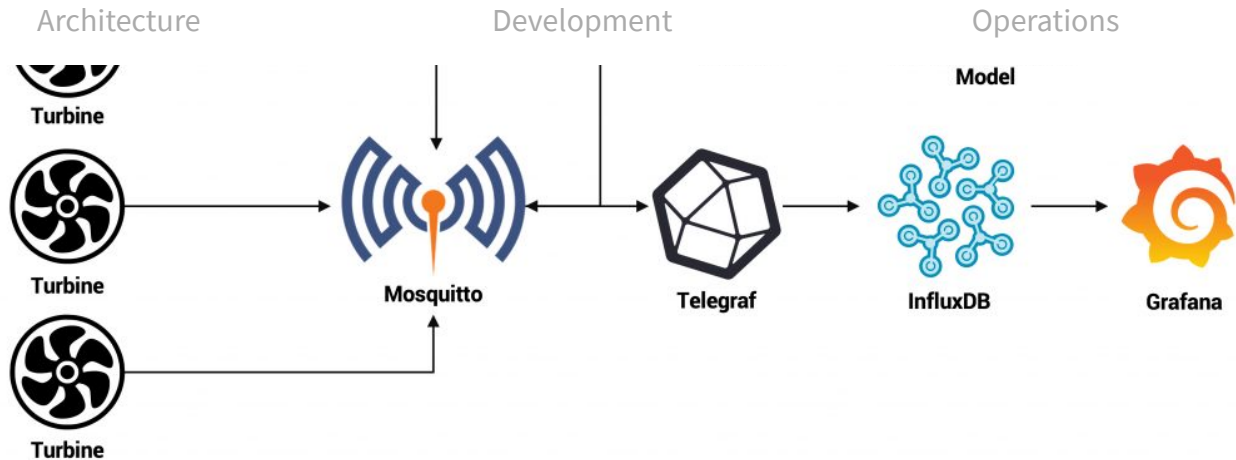 Architecture Development Operations
Model
Turbine
Turbine
Mosquitto
Telegraf
InfluxDB
Grafana
Turbine